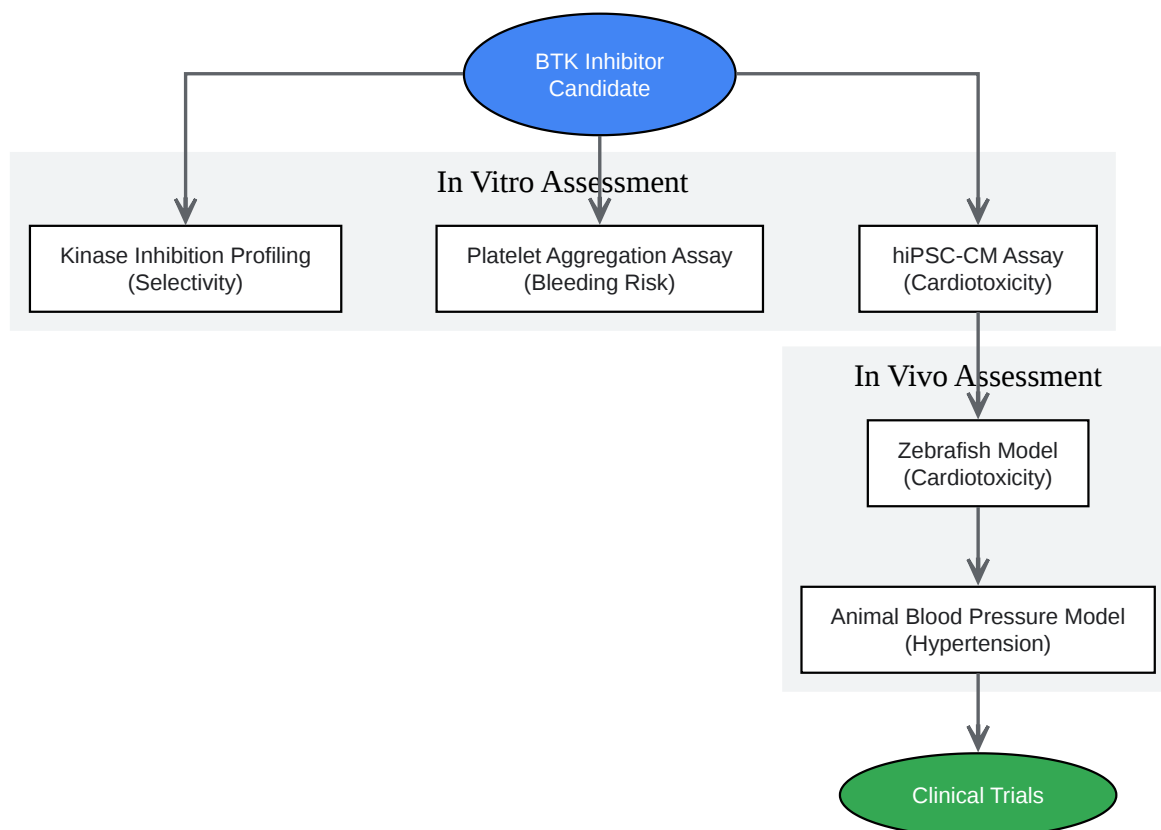 BTK Inhibitor
Candidate
In Vitro Assessment
Kinase Inhibition Profiling
(Selectivity)
Platelet Aggregation Assay
(Bleeding Risk)
hiPSC-CM Assay
(Cardiotoxicity)
In Vivo Assessment
Zebrafish Model
(Cardiotoxicity)
Animal Blood Pressure Model
(Hypertension)
Clinical Trials